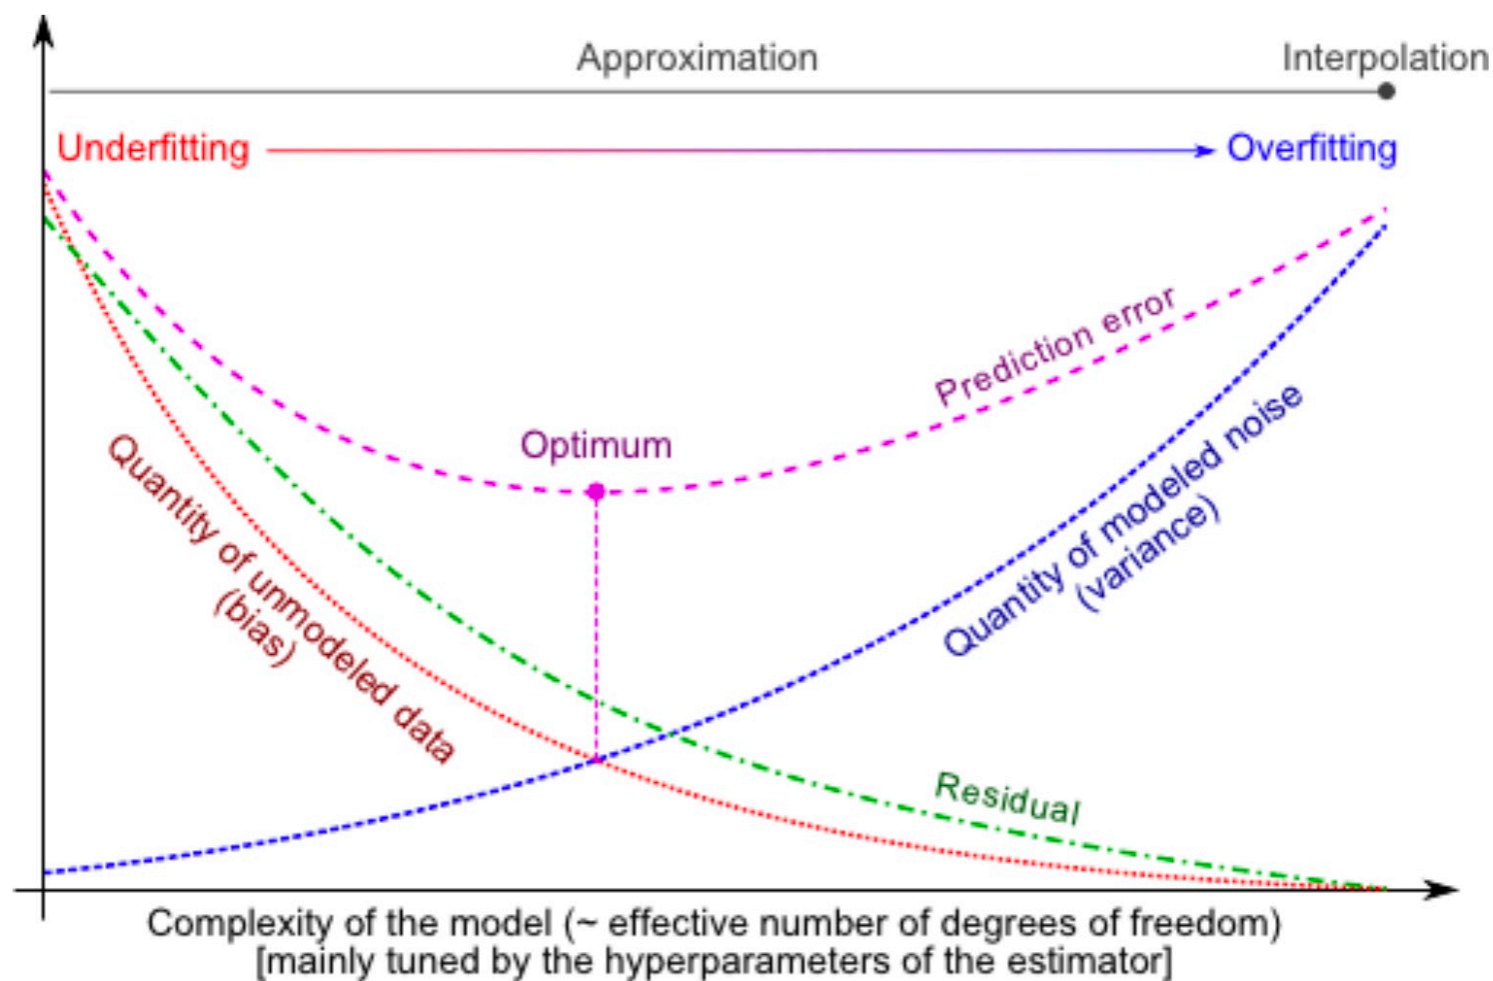 Approximation
Interpolation
Underfitting
Overfitting
Prediction error
Optimum
Quantity of unmodeled data
(bias)
Quantity of modeled noise
(variance)
Residual
Complexity of the model (~ effective number of degrees of freedom)
[mainly tuned by the hyperparameters of the estimator]